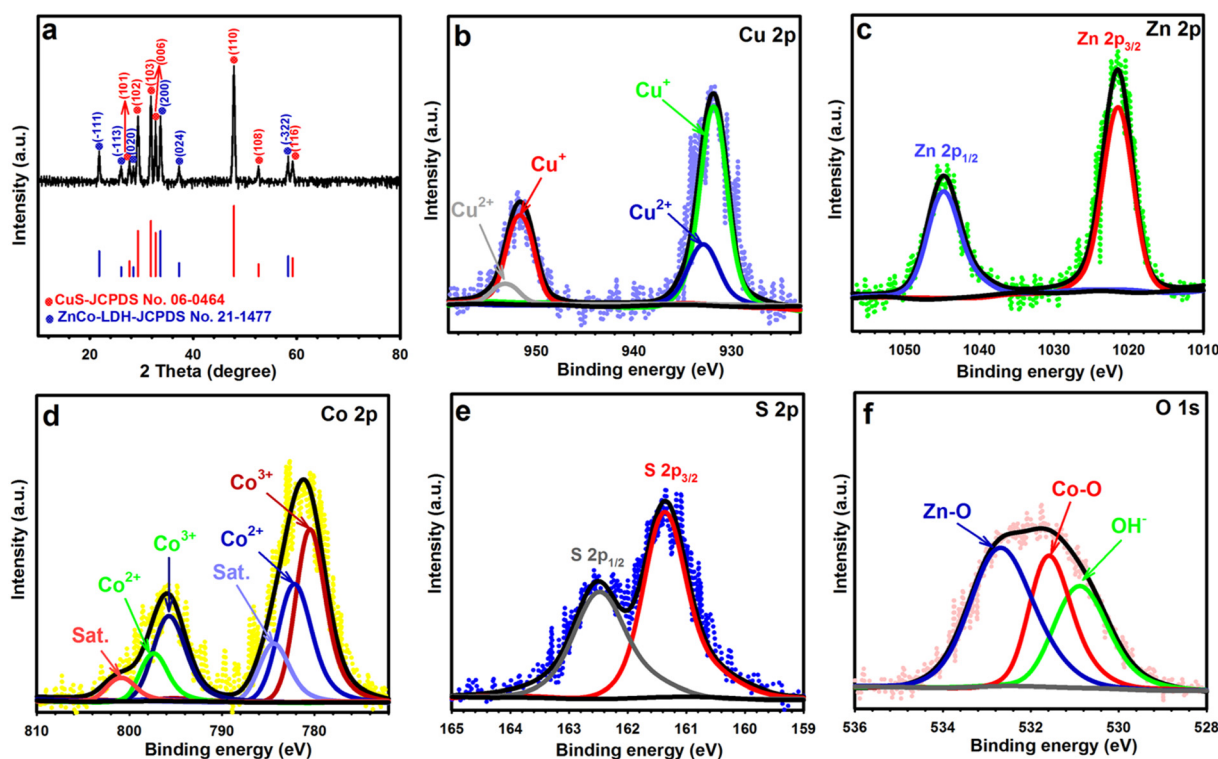 a
Intensity (a.u.)
(-111)
(-113)
(101)
(020)
(102)
(103)
(006)
(200)
(024)
(110)
(108)
(-322)
(116)
CuS-JCPDS No. 06-0464
ZnCo-LDH-JCPDS No. 21-1477
20 40 60 80
2 Theta (degree)
b
Cu 2p
Intensity (a.u.)
Cu⁺
Cu⁺
Cu²⁺
Cu²⁺
950 940 930
Binding energy (eV)
c
Zn 2p
Intensity (a.u.)
Zn 2p₃/₂
Zn 2p₁/₂
1050 1040 1030 1020 1010
Binding energy (eV)
d
Co 2p
Intensity (a.u.)
Co³⁺
Co³⁺
Co²⁺
Co²⁺
Sat.
Sat.
810 800 790 780
Binding energy (eV)
e
S 2p
Intensity (a.u.)
S 2p₃/₂
S 2p₁/₂
165 164 163 162 161 160 159
Binding energy (eV)
f
O 1s
Intensity (a.u.)
Zn-O
Co-O
OH⁻
536 534 532 530 528
Binding energy (eV)